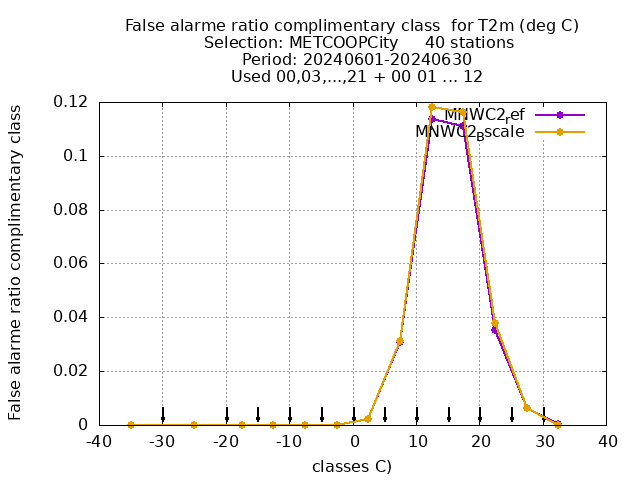 False alarme ratio complimentary class  for T2m (deg C)
Selection: METCOOPCity     40 stations
Period: 20240601-20240630
Used 00,03,...,21 + 00 01 ... 12
False alarme ratio complimentary class
0.12
0.1
0.08
0.06
0.04
0.02
0
MNWC2ref
MNWC2Bscale
-40
-30
-20
-10
0
10
20
30
40
classes C)